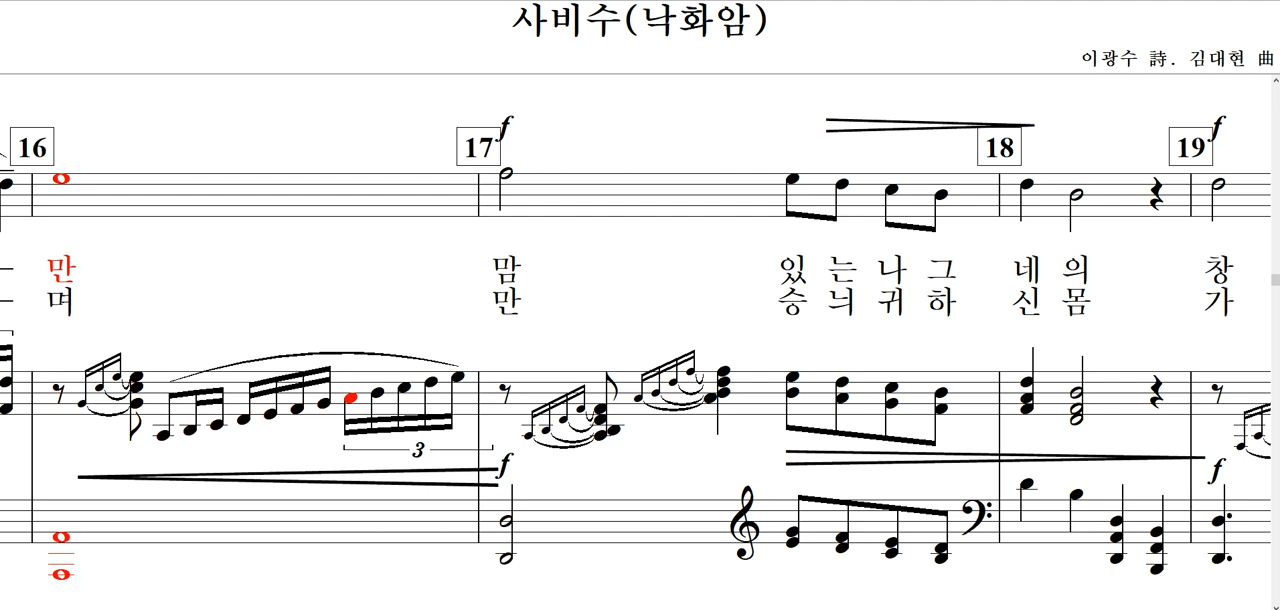 사비수(낙화암)
이광수 詩. 김대현 曲
16 17 18 19
f f
만 맘 있 는 나 그 네 의 창
며 만 승 늬 귀 하 신 몸 가
3
f f